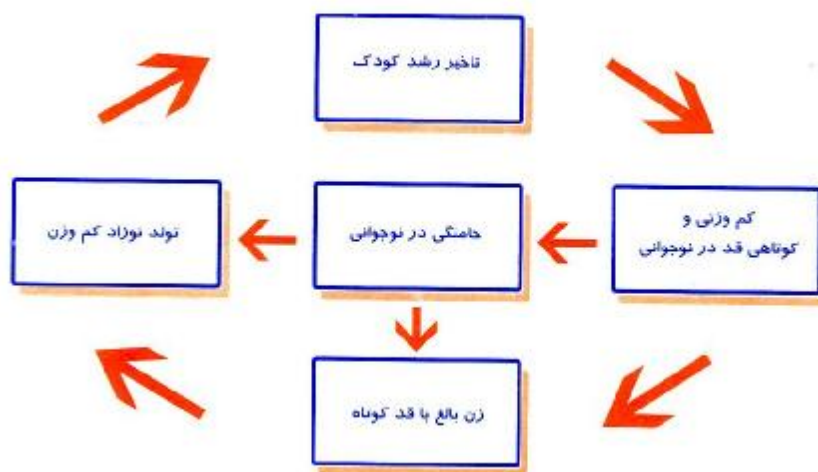 تاخیر رشد کودک
کم وزنی و
کوتاهی قد در نوجوانی
حاملگی در نوجوانی
تولد نوزاد کم وزن
زن بالغ با قد کوتاه